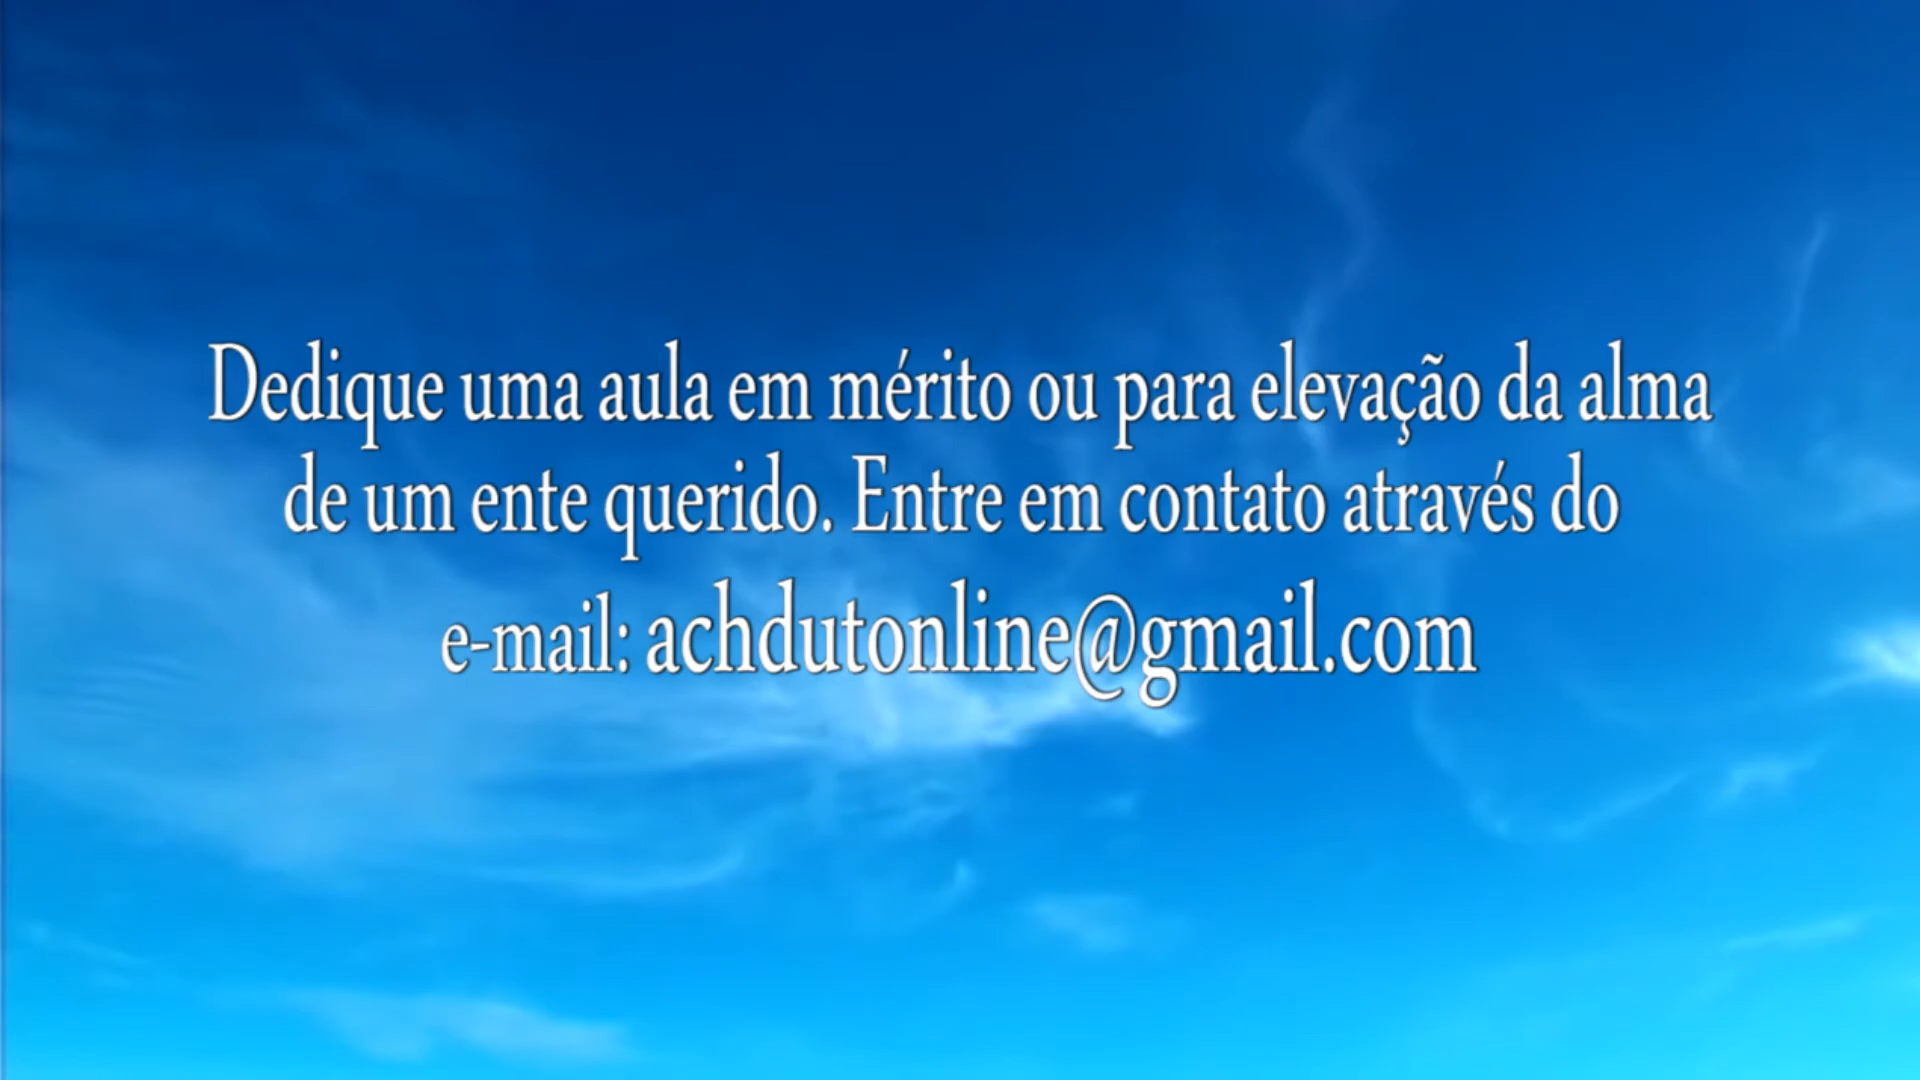 Dedique uma aula em mérito ou para elevação da alma
de um ente querido. Entre em contato através do
e-mail: achdutonline@gmail.com